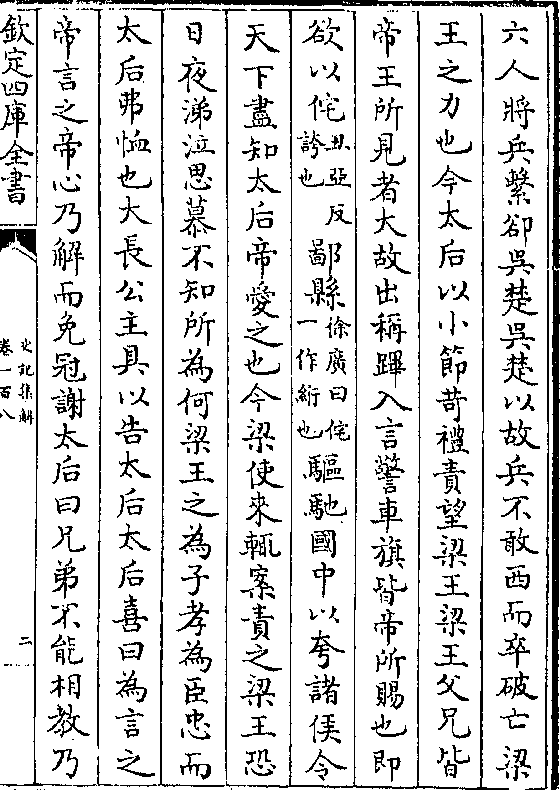 六人將兵繫卻吳楚吳楚以故兵不敢西而卒破亡梁
王之力也今太后以小節苛禮責望梁王梁王父兄皆
帝王所見者大故出稱蹕入言警車旗皆帝所賜也即
欲以侘丑亞反誇也鄙縣徐廣曰侘一作絎也驅馳國中以夸諸侯令
天下盡知太后帝愛之也今梁使來輒案責之梁王恐
日夜涕泣思慕不知所為何梁王之為子孝為臣忠而
太后弗恤也大長公主具以告太后太后喜曰為言之
帝言之帝心乃解而免冠謝太后曰兄弟不能相教乃
欽定四庫全書
史記集解
卷一百八
二